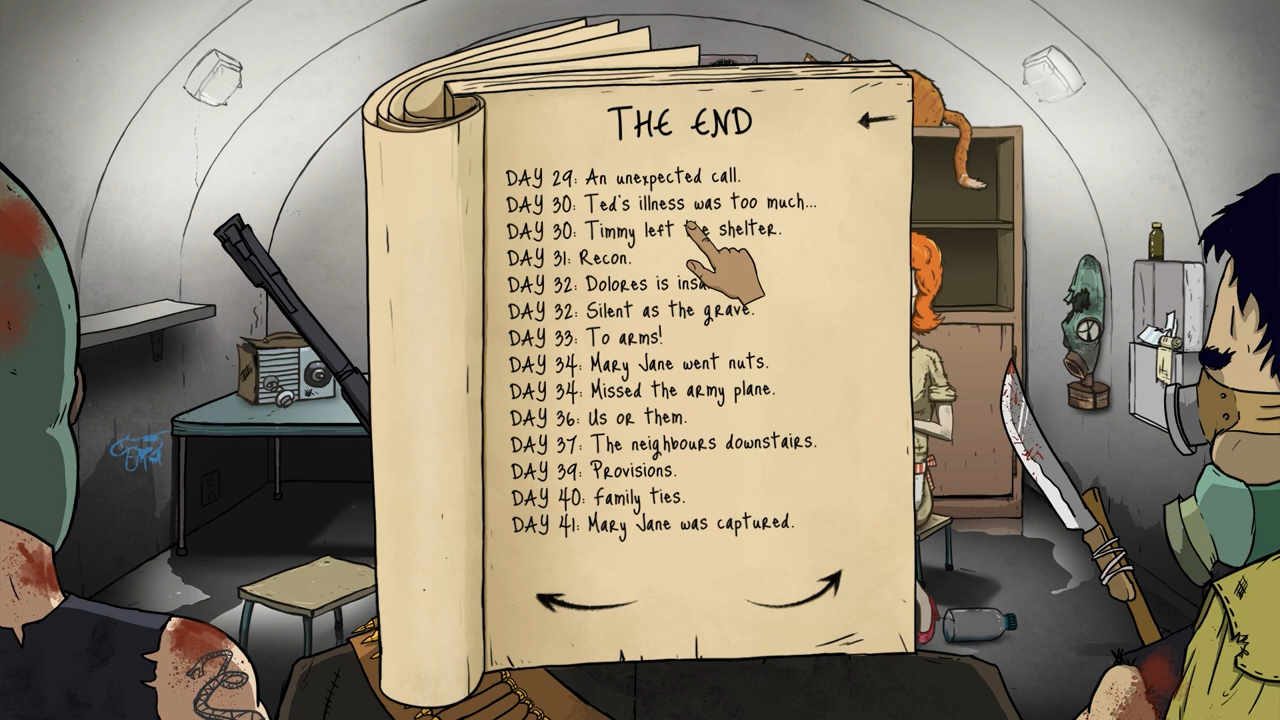 THE END
DAY 29: An unexpected call.
DAY 30: Ted's illness was too much...
DAY 30: Timmy left the shelter.
DAY 31: Recon.
DAY 32: Dolores is
DAY 32: Silent as the grave.
DAY 33: To arms!
DAY 34: Mary Jane went nuts.
DAY 34: Missed the army plane.
DAY 36: Us or them.
DAY 37: The neighbours downstairs.
DAY 39: Provisions.
DAY 40: Family ties.
DAY 41: Mary Jane was captured.